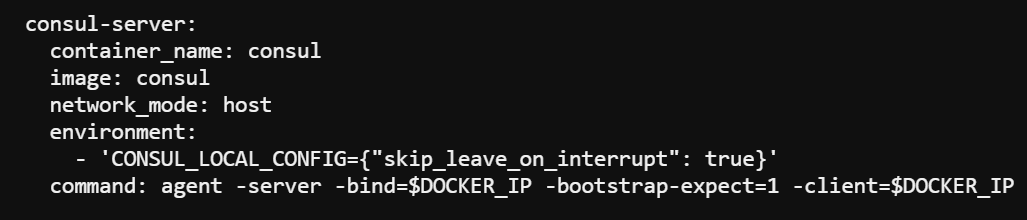 consul-server:
  container_name: consul
  image: consul
  network_mode: host
  environment:
    - 'CONSUL_LOCAL_CONFIG={"skip_leave_on_interrupt": true}'
  command: agent -server -bind=$DOCKER_IP -bootstrap-expect=1 -client=$DOCKER_IP